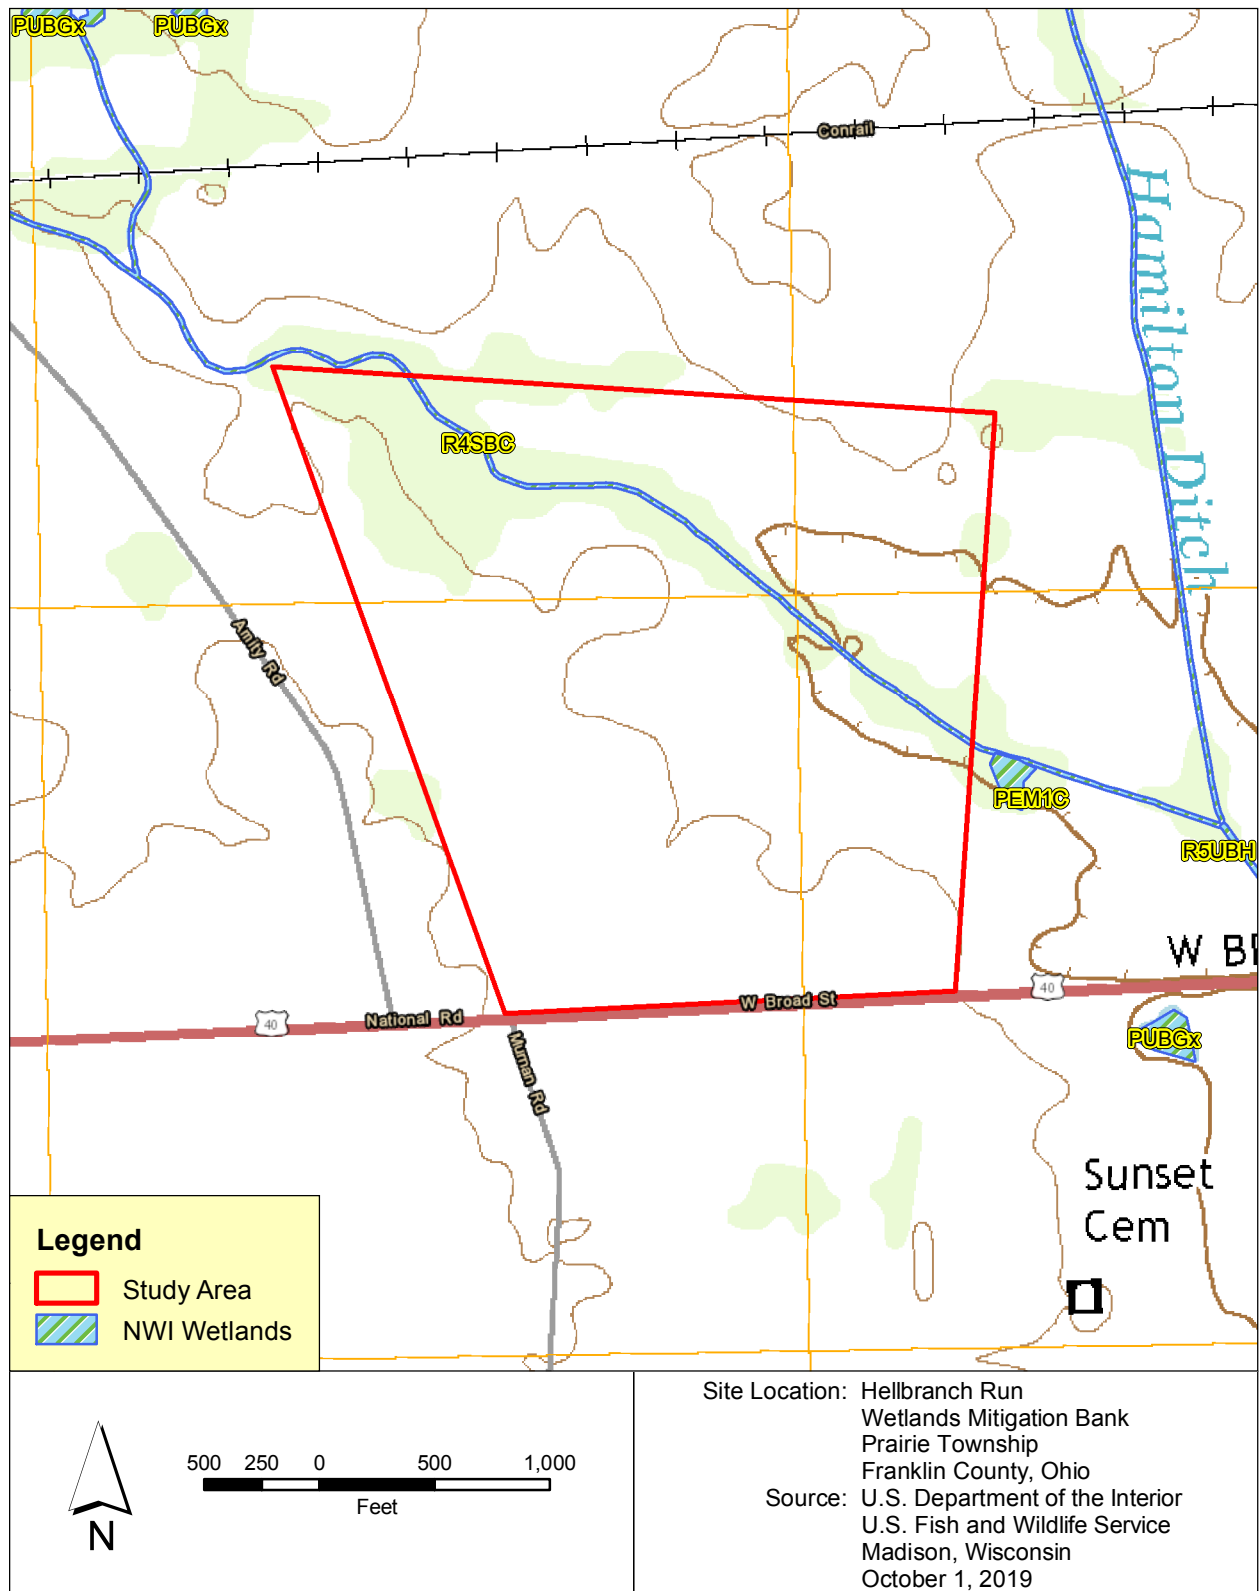 PUBGx
PUBGx
Conrail
Hamilton Ditch
R4SBC
Amity Rd
PEM1C
R5UBH
40
W Broad St
40
National Rd
Murnan Rd
PUBGx
Sunset
Cem
Legend
Study Area
NWI Wetlands
500 250 0 500 1,000
Feet
N
Site Location: Hellbranch Run
Wetlands Mitigation Bank
Prairie Township
Franklin County, Ohio
Source: U.S. Department of the Interior
U.S. Fish and Wildlife Service
Madison, Wisconsin
October 1, 2019